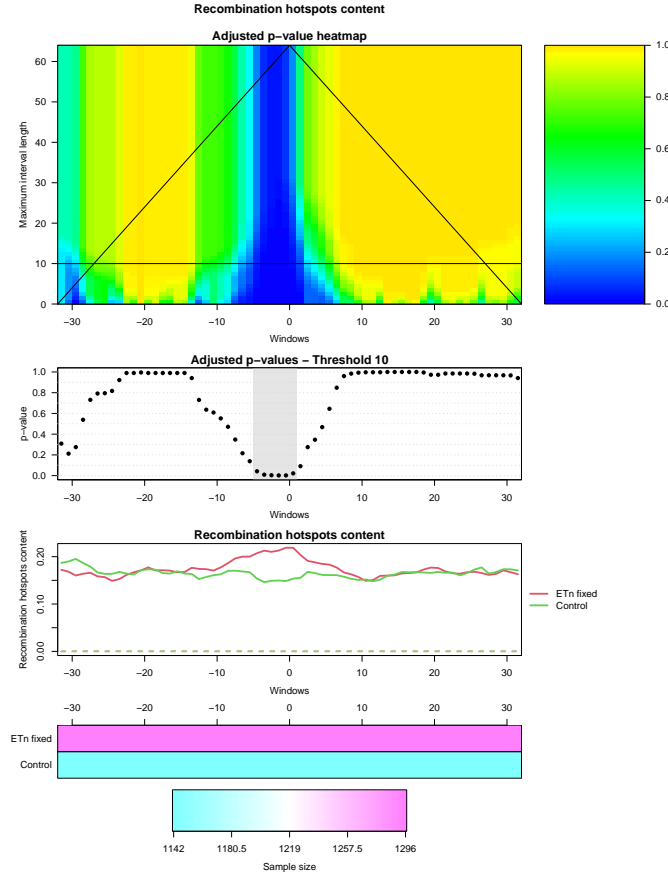 Recombination hotspots content
Adjusted p-value heatmap
Maximum interval length
60
50
40
30
20
10
0
−30 −20 −10 0 10 20 30
Windows
1.0
0.8
0.6
0.4
0.2
0.0
Adjusted p−values − Threshold 10
p−value
1.0
0.8
0.6
0.4
0.2
0.0
−30 −20 −10 0 10 20 30
Windows
Recombination hotspots content
Recombination hotspots content
0.20
0.10
0.00
−30 −20 −10 0 10 20 30
Windows
ETn fixed
Control
−30 −20 −10 0 10 20 30
ETn fixed
Control
1142 1180.5 1219 1257.5 1296
Sample size